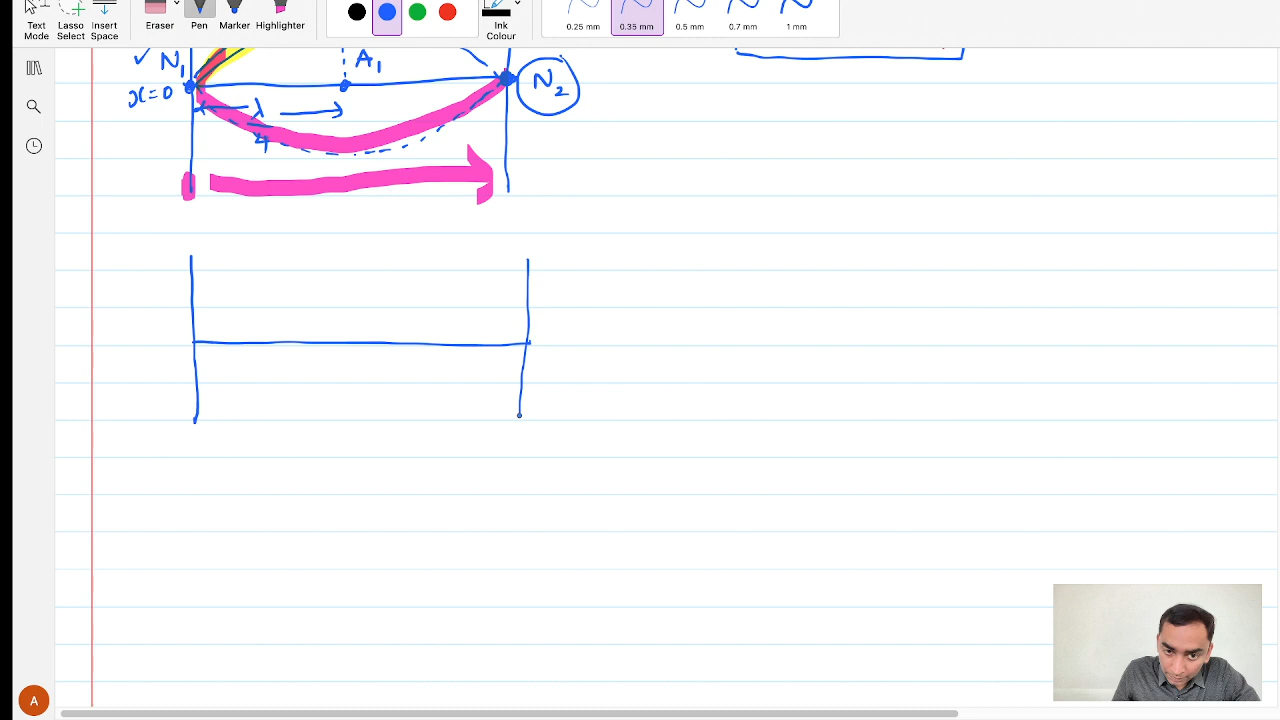 Text Mode
Lasso Select
Insert Space
Eraser
Pen
Marker
Highlighter
Ink Colour
0.25 mm
0.35 mm
0.5 mm
0.7 mm
1 mm
✓ N₁
A₁
N₂
x=0
λ
4
A